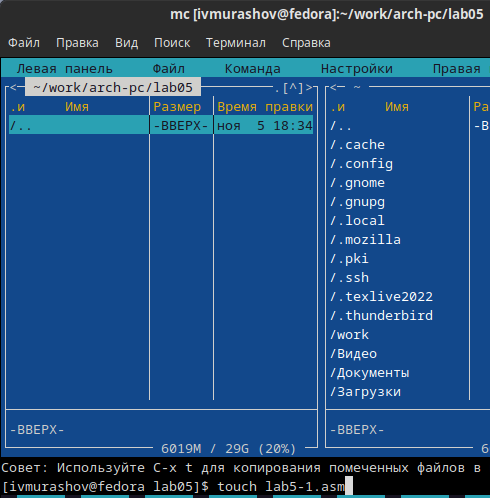 mc [ivmurashov@fedora]:~/work/arch-pc/lab05
Файл Правка Вид Поиск Терминал Справка
Левая панель Файл Команда Настройки Правая
<- ~/work/arch-pc/lab05 .[^]> <- ~
.и Имя Размер Время правки .и Имя Ра
/.. -ВВЕРХ- ноя 5 18:34 /.. -В
/.cache
/.config
/.gnome
/.gnupg
/.local
/.mozilla
/.pki
/.ssh
/.texlive2022
/.thunderbird
/work
/Видео
/Документы
/Загрузки
-ВВЕРХ- -ВВЕРХ-
6019M / 29G (20%) 6
Совет: Используйте C-x t для копирования помеченных файлов в
[ivmurashov@fedora lab05]$ touch lab5-1.asm